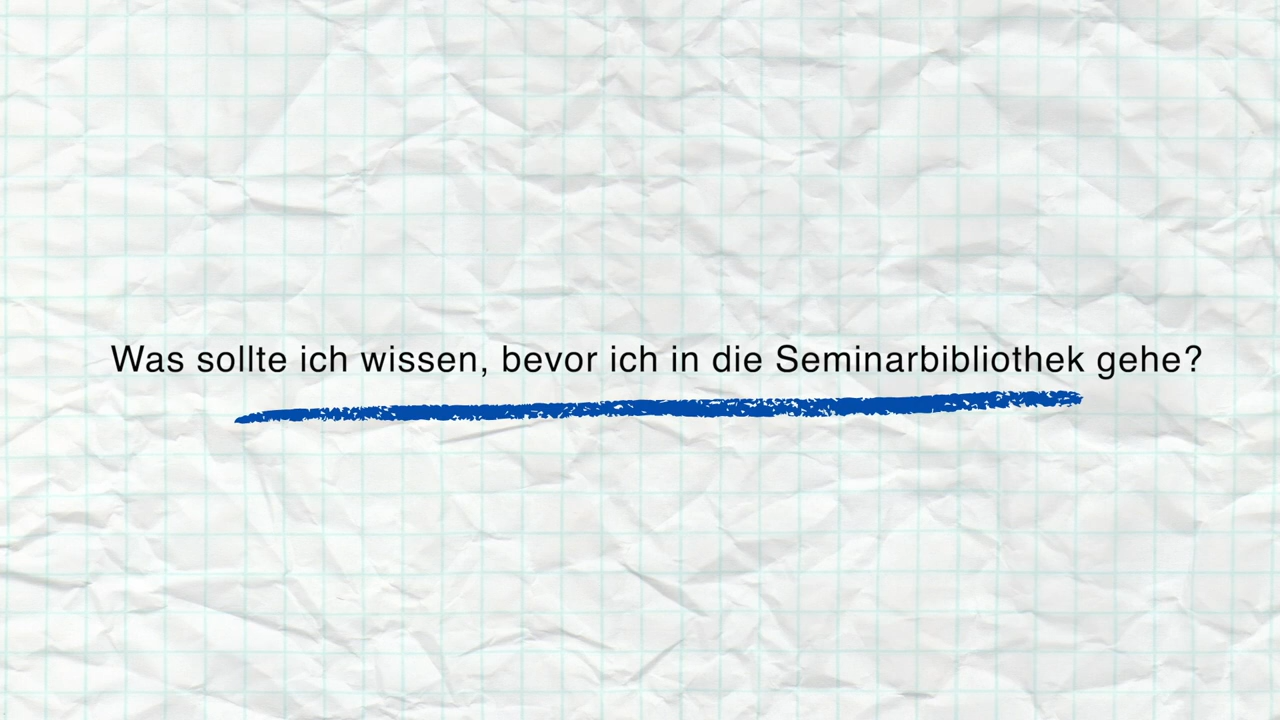 Was sollte ich wissen, bevor ich in die Seminarbibliothek gehe?